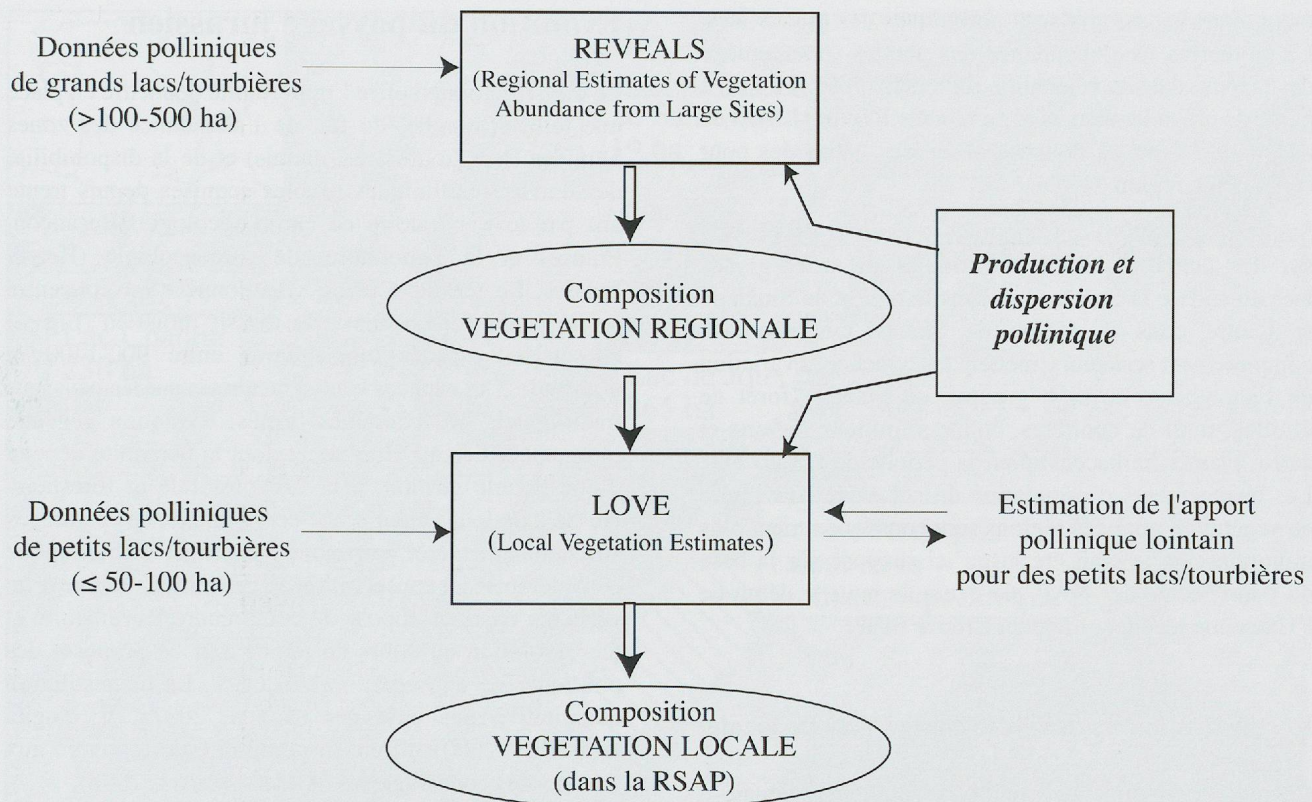 Données polliniques
de grands lacs/tourbières
(>100-500 ha)
REVEALS
(Regional Estimates of Vegetation
Abundance from Large Sites)
Production et
dispersion
pollinique
Composition
VEGETATION REGIONALE
Données polliniques
de petits lacs/tourbières
(≤ 50-100 ha)
LOVE
(Local Vegetation Estimates)
Estimation de l'apport
pollinique lointain
pour des petits lacs/tourbières
Composition
VEGETATION LOCALE
(dans la RSAP)